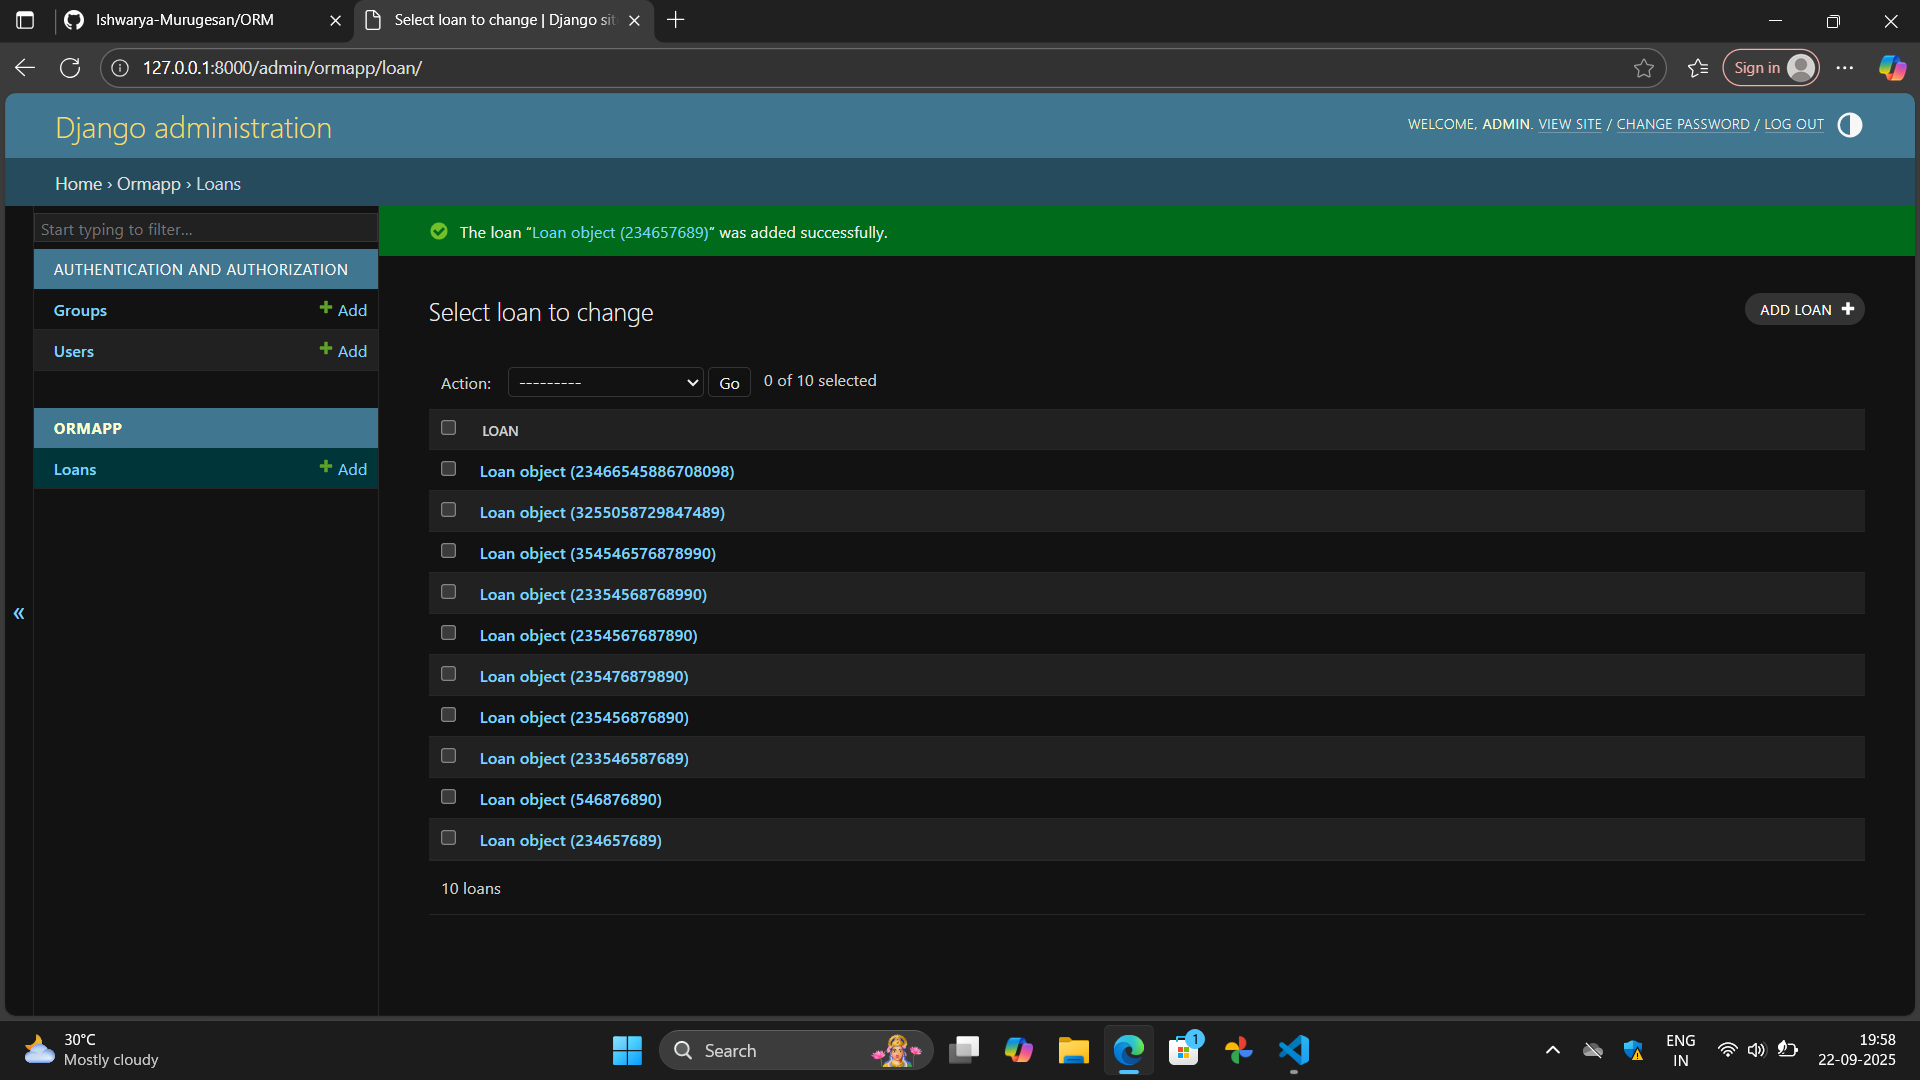 Ishwarya-Murugesan/ORM
Select loan to change | Django sit
127.0.0.1:8000/admin/ormapp/loan/
Sign in
Django administration
WELCOME, ADMIN. VIEW SITE / CHANGE PASSWORD / LOG OUT
Home › Ormapp › Loans
Start typing to filter...
The loan “Loan object (234657689)” was added successfully.
AUTHENTICATION AND AUTHORIZATION
Groups
Add
Users
Add
ORMAPP
Loans
Add
«
Select loan to change
ADD LOAN
Action:
---------
Go
0 of 10 selected
LOAN
Loan object (23466545886708098)
Loan object (3255058729847489)
Loan object (354546576878990)
Loan object (23354568768990)
Loan object (2354567687890)
Loan object (235476879890)
Loan object (235456876890)
Loan object (233546587689)
Loan object (546876890)
Loan object (234657689)
10 loans
30°C
Mostly cloudy
Search
1
ENG
IN
19:58
22-09-2025